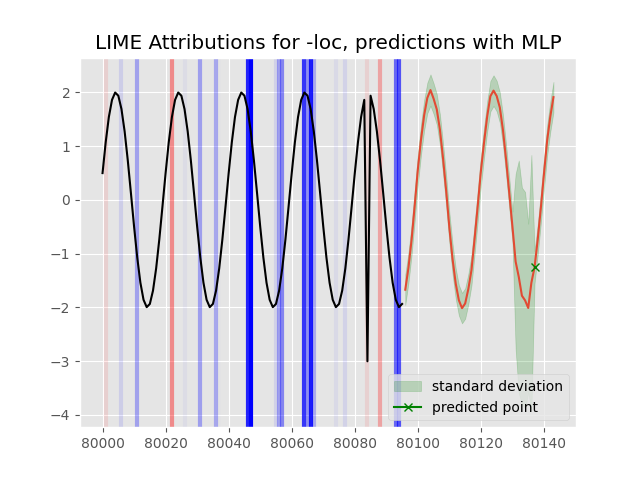 LIME Attributions for -loc, predictions with MLP
2
1
0
−1
−2
−3
−4
standard deviation
predicted point
80000 80020 80040 80060 80080 80100 80120 80140